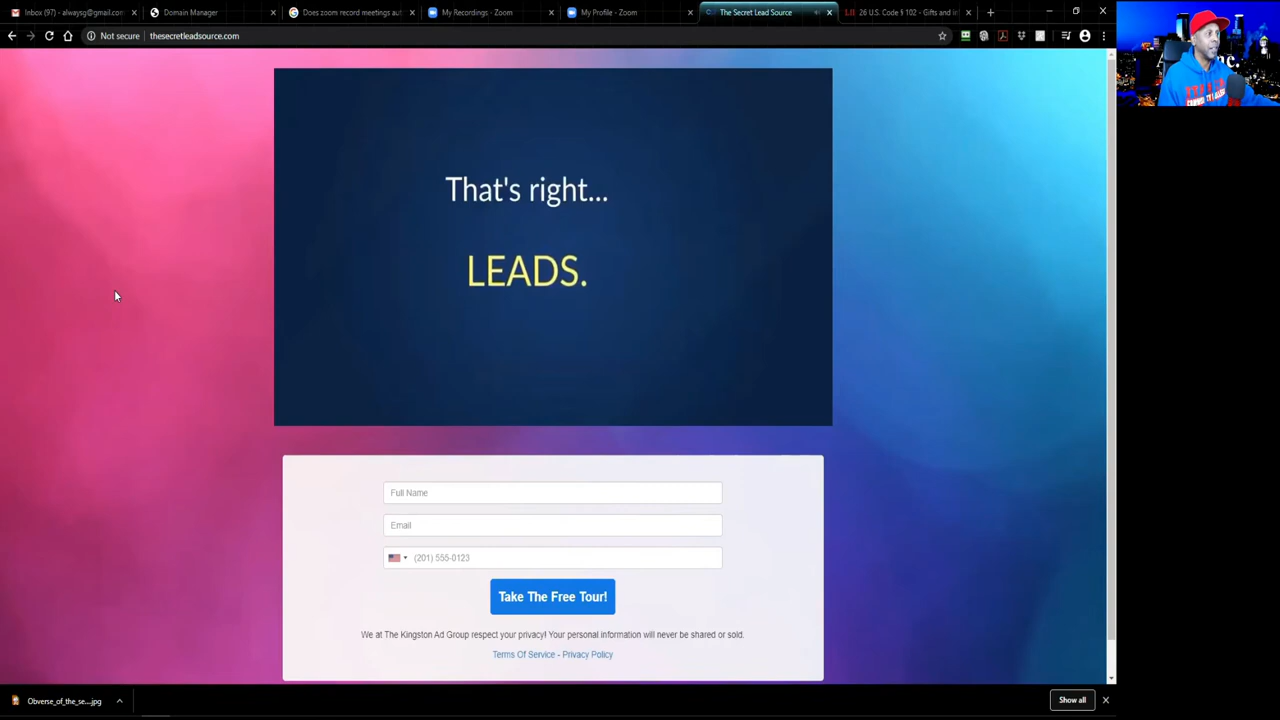 Inbox (97) - alwaysg@gmail.com
Domain Manager
Does zoom record meetings aut
My Recordings - Zoom
My Profile - Zoom
The Secret Lead Source
26 U.S. Code § 102 - Gifts and in
Not secure
thesecretleadsource.com
That's right...
LEADS.
Full Name
Email
(201) 555-0123
Take The Free Tour!
We at The Kingston Ad Group respect your privacy! Your personal information will never be shared or sold.
Terms Of Service - Privacy Policy
Obverse_of_the_se....jpg
Show all